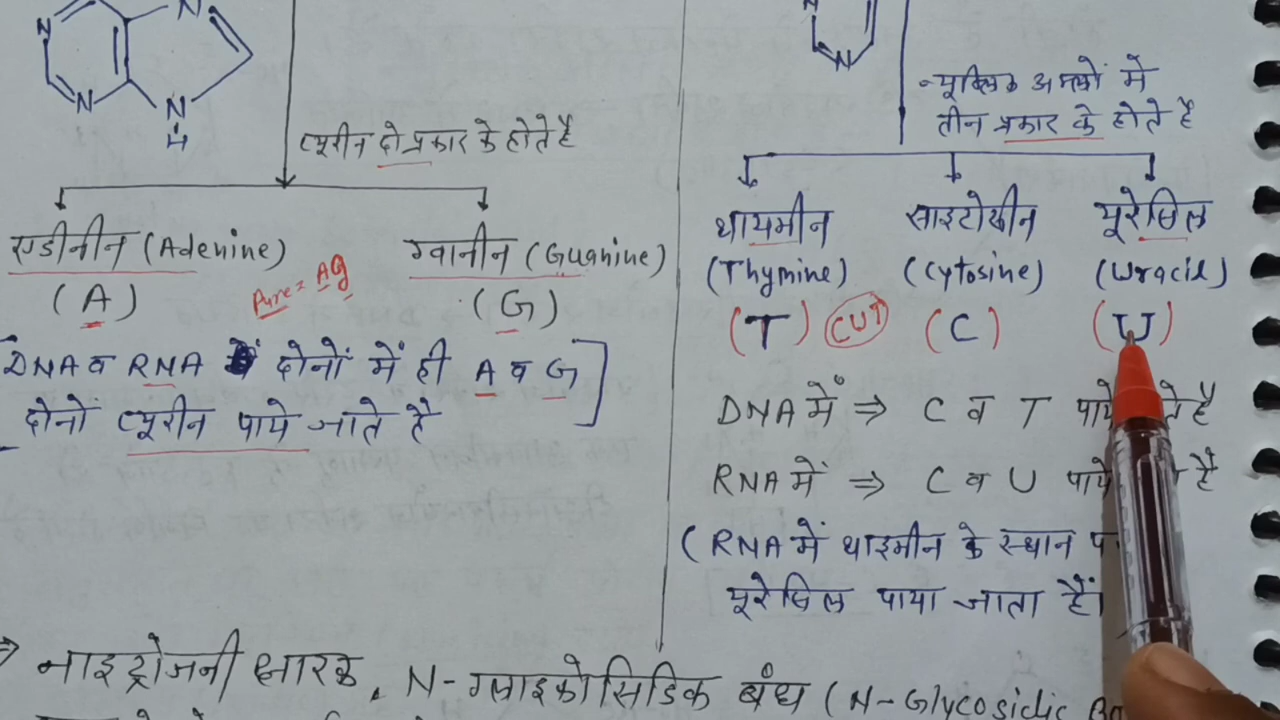 N
N
N
N
H
प्यूरीन दो प्रकार के होते है
एडीनीन (Adenine)
(A)
Pure = AG
ग्वानीन (Guanine)
(G)
DNA व RNA में दोनों में ही A व G
दोनो प्यूरीन पाये जाते है
N
न्यूक्लिक अम्लों में
तीन प्रकार के होते है
थायमीन
(Thymine)
(T)
CUT
साइटोसीन
(Cytosine)
(C)
यूरेसिल
(Uracil)
(U)
DNA में ⇒ C व T पाये है
RNA में ⇒ C व U पाये है
(RNA में थाइमीन के स्थान
यूरेसिल पाया जाता हैं।
⇒ नाइट्रोजनी क्षारक, N-ग्लाइकोसिडिक बंध (N-Glycosidic